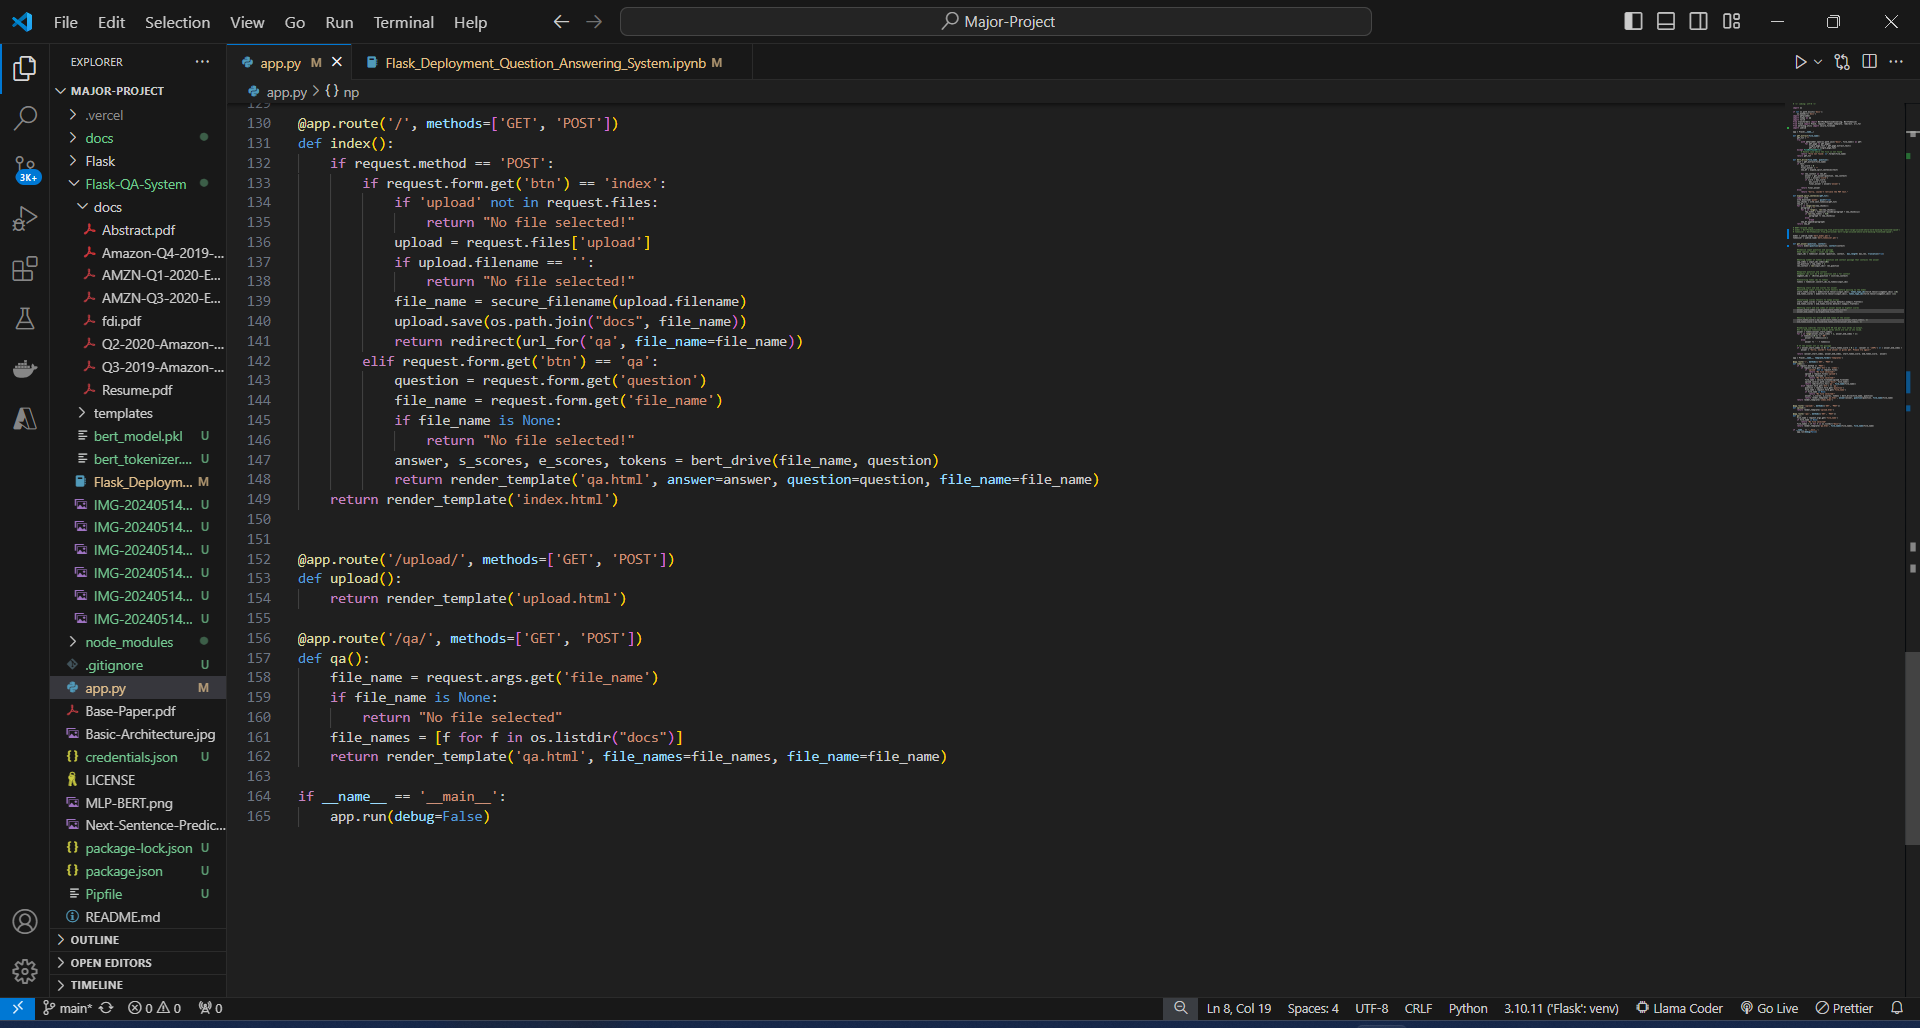 File Edit Selection View Go Run Terminal Help
Major-Project
EXPLORER
app.py M
Flask_Deployment_Question_Answering_System.ipynb M
app.py > {} np
MAJOR-PROJECT
.vercel
docs
Flask
Flask-QA-System
docs
Abstract.pdf
Amazon-Q4-2019-...
AMZN-Q1-2020-E...
AMZN-Q3-2020-E...
fdi.pdf
Q2-2020-Amazon-...
Q3-2019-Amazon-...
Resume.pdf
templates
bert_model.pkl U
bert_tokenizer.... U
Flask_Deploym... M
IMG-20240514... U
IMG-20240514... U
IMG-20240514... U
IMG-20240514... U
IMG-20240514... U
IMG-20240514... U
node_modules
.gitignore U
app.py M
Base-Paper.pdf
Basic-Architecture.jpg
credentials.json U
LICENSE
MLP-BERT.png
Next-Sentence-Predic...
package-lock.json U
package.json U
Pipfile U
README.md
OUTLINE
OPEN EDITORS
TIMELINE
3K+
129
130 @app.route('/', methods=['GET', 'POST'])
131 def index():
132 if request.method == 'POST':
133 if request.form.get('btn') == 'index':
134 if 'upload' not in request.files:
135 return "No file selected!"
136 upload = request.files['upload']
137 if upload.filename == '':
138 return "No file selected!"
139 file_name = secure_filename(upload.filename)
140 upload.save(os.path.join("docs", file_name))
141 return redirect(url_for('qa', file_name=file_name))
142 elif request.form.get('btn') == 'qa':
143 question = request.form.get('question')
144 file_name = request.form.get('file_name')
145 if file_name is None:
146 return "No file selected!"
147 answer, s_scores, e_scores, tokens = bert_drive(file_name, question)
148 return render_template('qa.html', answer=answer, question=question, file_name=file_name)
149 return render_template('index.html')
150
151
152 @app.route('/upload/', methods=['GET', 'POST'])
153 def upload():
154 return render_template('upload.html')
155
156 @app.route('/qa/', methods=['GET', 'POST'])
157 def qa():
158 file_name = request.args.get('file_name')
159 if file_name is None:
160 return "No file selected"
161 file_names = [f for f in os.listdir("docs")]
162 return render_template('qa.html', file_names=file_names, file_name=file_name)
163
164 if __name__ == '__main__':
165 app.run(debug=False)
main* 0 0 0
Ln 8, Col 19 Spaces: 4 UTF-8 CRLF Python 3.10.11 ('Flask': venv) Llama Coder Go Live Prettier